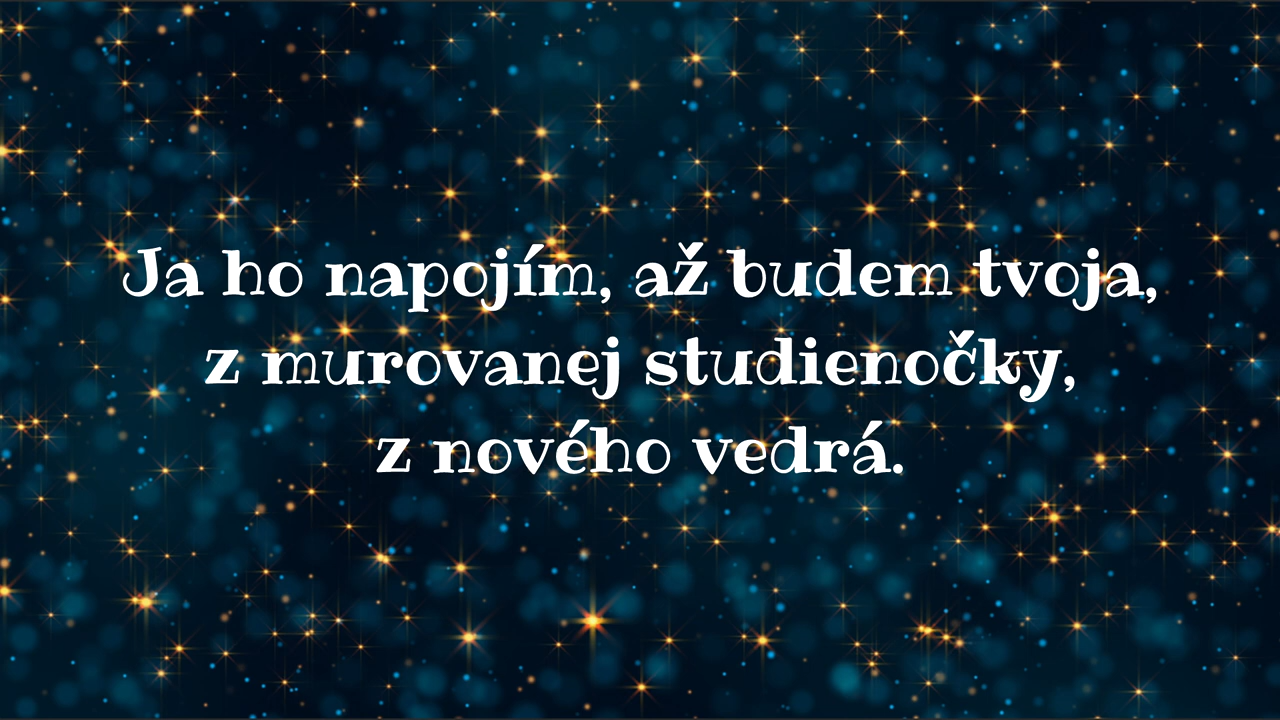 Ja ho napojím, až budem tvoja,
z murovanej studienočky,
z nového vedrá.